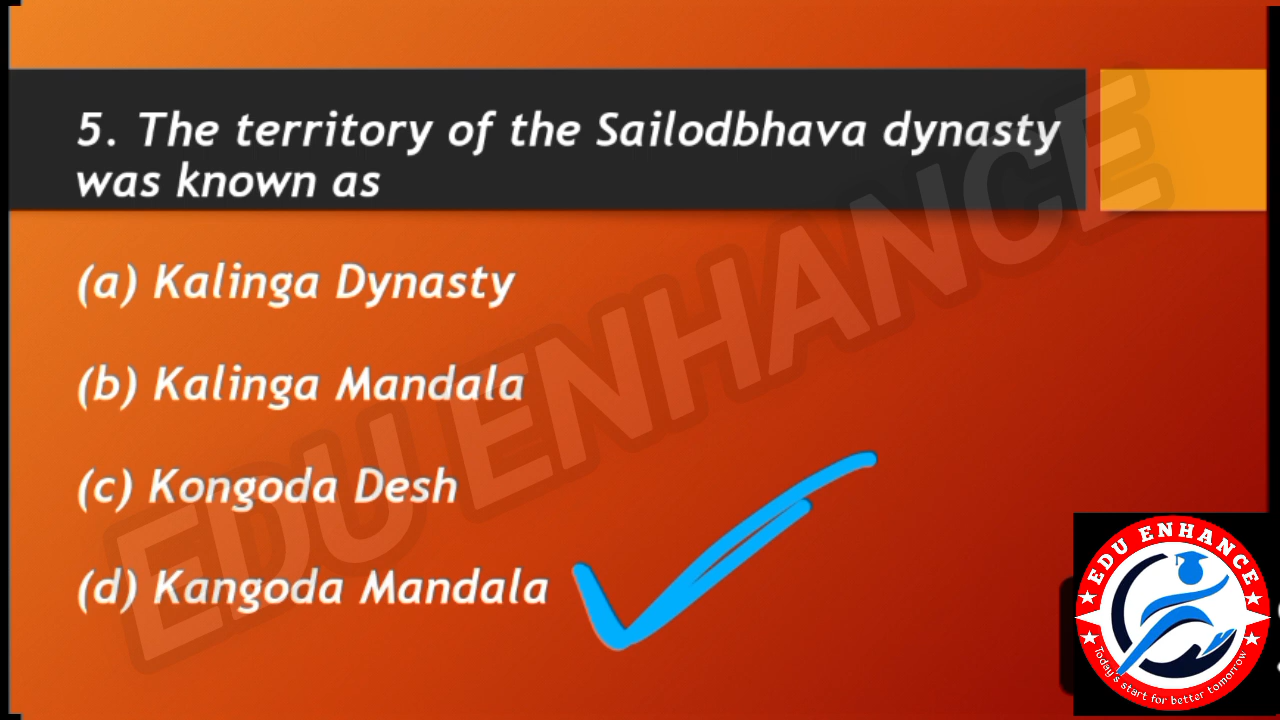 5. The territory of the Sailodbhava dynasty
was known as
(a) Kalinga Dynasty
(b) Kalinga Mandala
(c) Kongoda Desh
(d) Kangoda Mandala
EDU ENHANCE
EDU ENHANCE
Today's start for better tomorrow